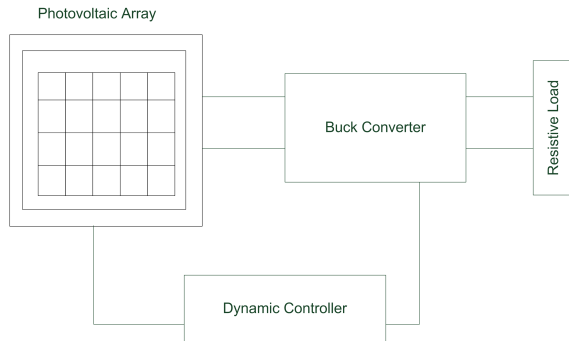 Photovoltaic Array
Buck Converter
Resistive Load
Dynamic Controller